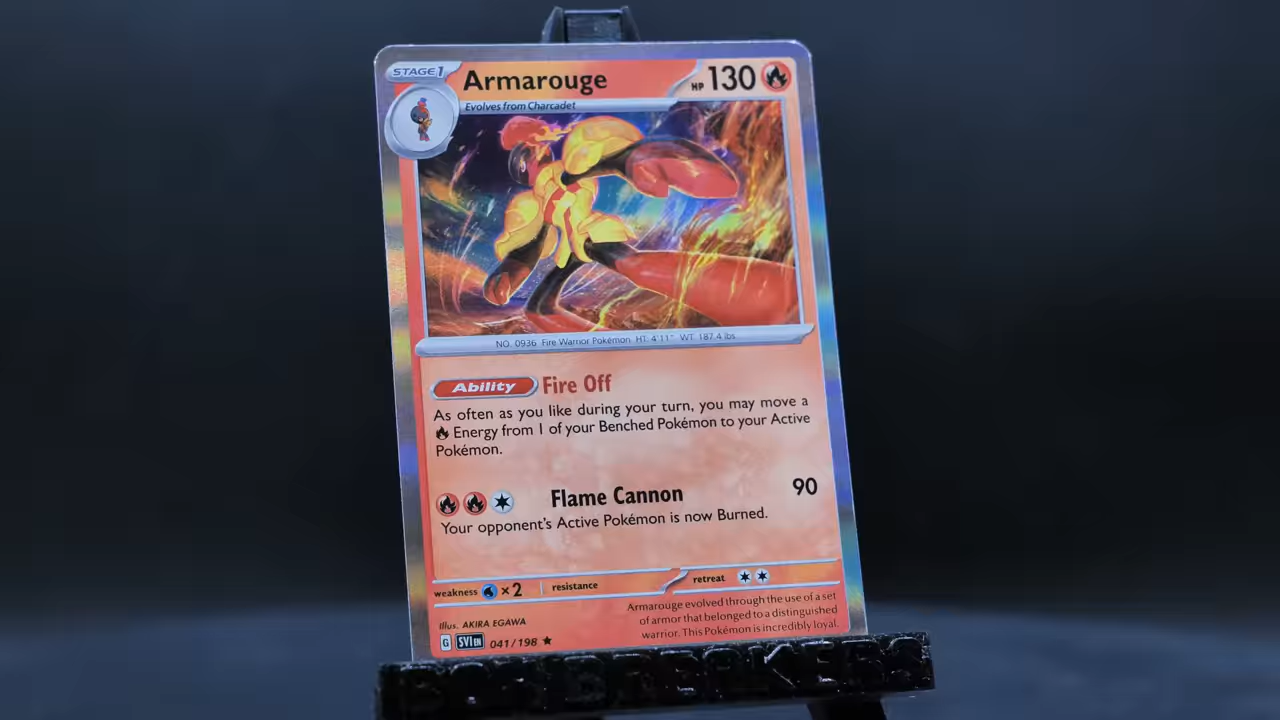 STAGE1 Armarouge HP 130
Evolves from Charcadet
NO. 0936 Fire Warrior Pokémon HT: 4'11" WT: 187.4 lbs
Ability Fire Off
As often as you like during your turn, you may move a
Energy from 1 of your Benched Pokémon to your Active
Pokémon.
Flame Cannon 90
Your opponent's Active Pokémon is now Burned.
weakness ×2 resistance retreat
Armarouge evolved through the use of a set
of armor that belonged to a distinguished
warrior. This Pokémon is incredibly loyal.
Illus. AKIRA EGAWA
G SVI EN 041/198